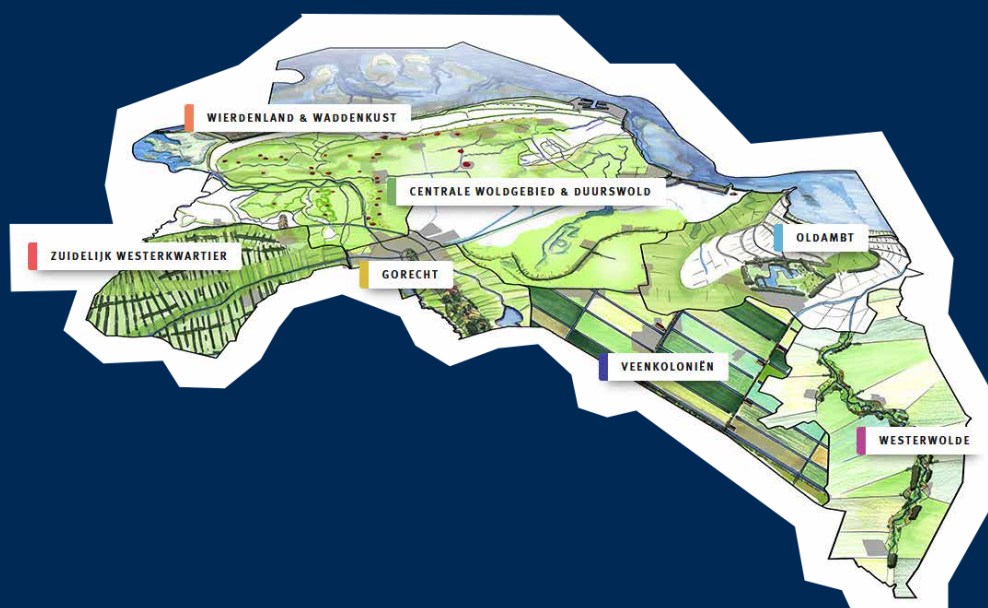 WIERDENLAND & WADDENKUST
CENTRALE WOLDGEBIED & DUURSWOLD
OLDAMBT
ZUIDELIJK WESTERKWARTIER
GORECHT
VEENKOLONIËN
WESTERWOLDE